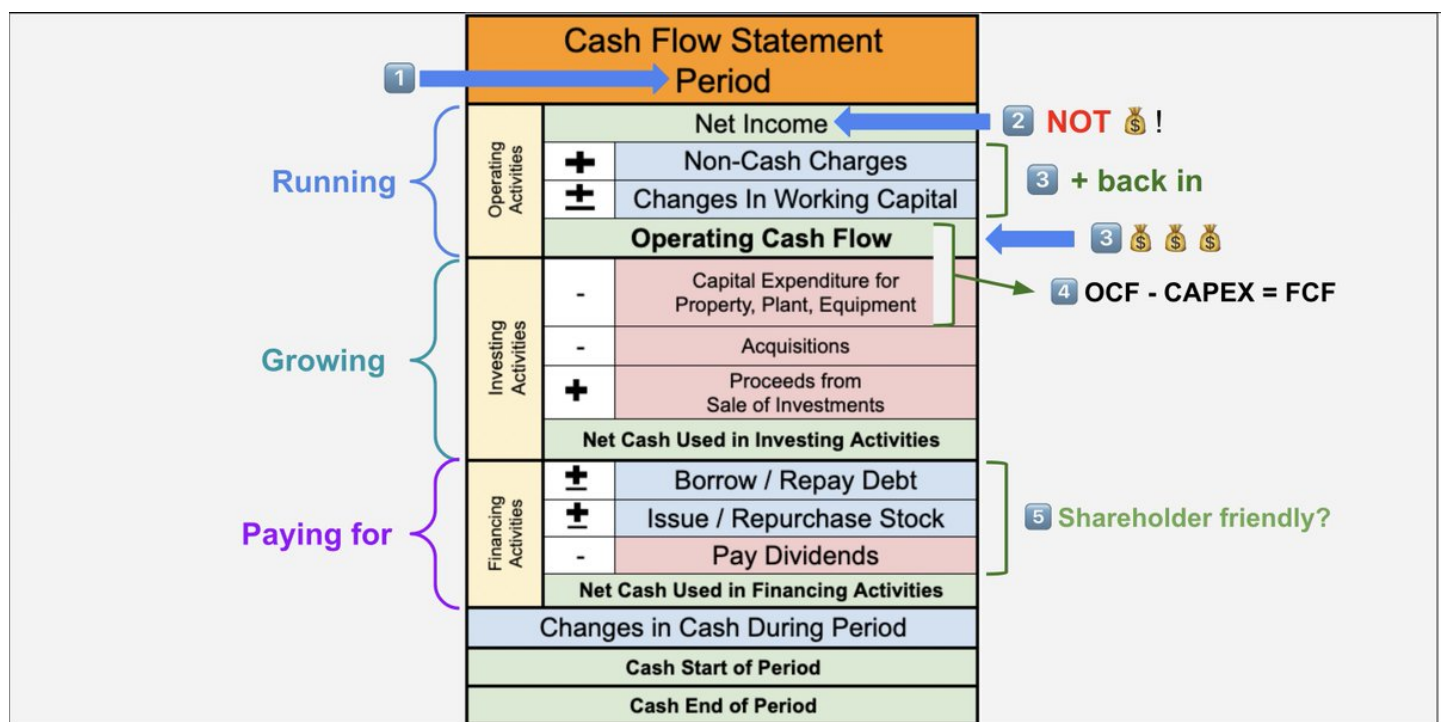 Cash Flow Statement
Period
1
Running
Operating
Activities
Net Income
2 NOT 💰 !
+ Non-Cash Charges
± Changes In Working Capital
3 + back in
Operating Cash Flow
3 💰 💰 💰
4 OCF - CAPEX = FCF
Growing
Investing
Activities
- Capital Expenditure for
Property, Plant, Equipment
- Acquisitions
+ Proceeds from
Sale of Investments
Net Cash Used in Investing Activities
Paying for
Financing
Activities
± Borrow / Repay Debt
± Issue / Repurchase Stock
- Pay Dividends
5 Shareholder friendly?
Net Cash Used in Financing Activities
Changes in Cash During Period
Cash Start of Period
Cash End of Period